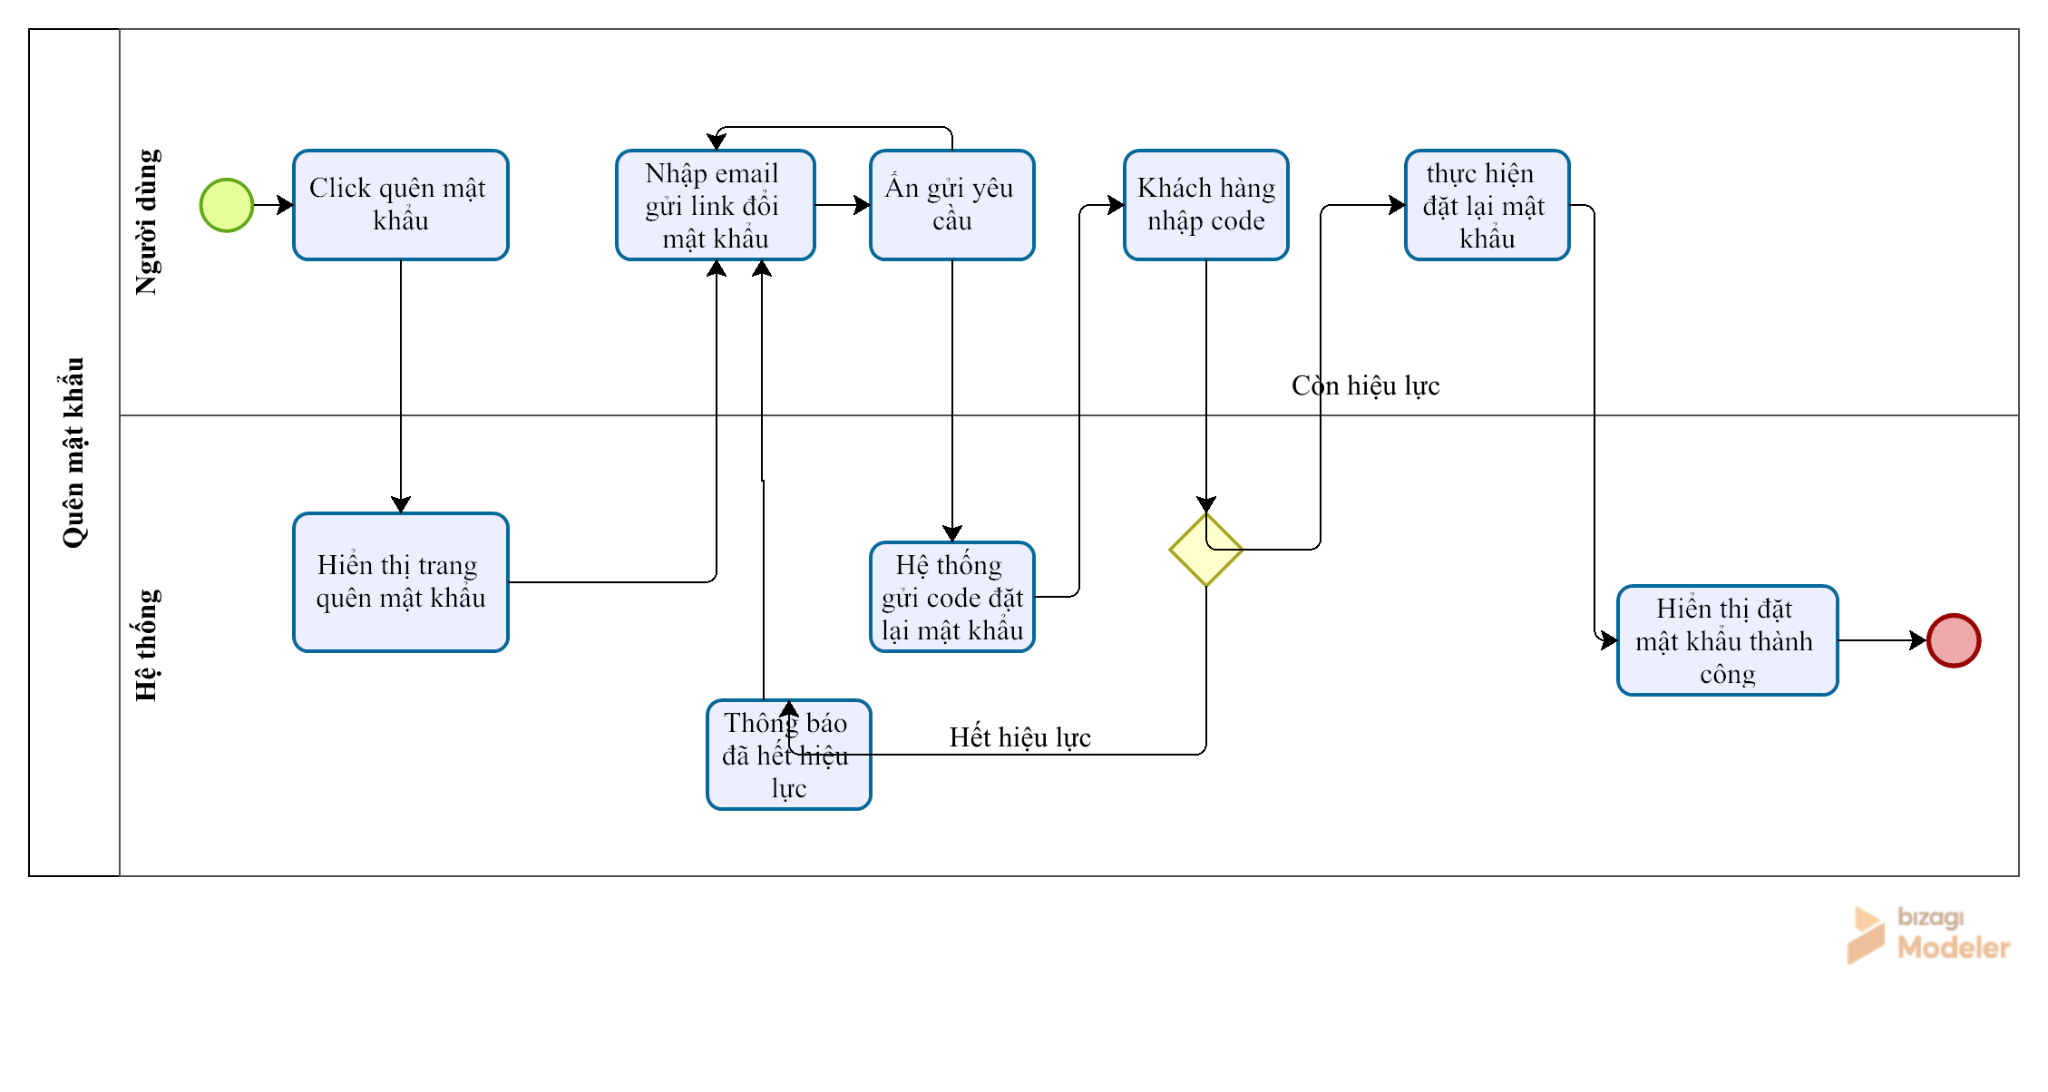 Quên mật khẩu
Người dùng
Click quên mật
khẩu
Nhập email
gửi link đổi
mật khẩu
Ấn gửi yêu
cầu
Khách hàng
nhập code
thực hiện
đặt lại mật
khẩu
Còn hiệu lực
Hệ thống
Hiển thị trang
quên mật khẩu
Hệ thống
gửi code đặt
lại mật khẩu
Thông báo
đã hết hiệu
lực
Hết hiệu lực
Hiển thị đặt
mật khẩu thành
công
bizagi
Modeler